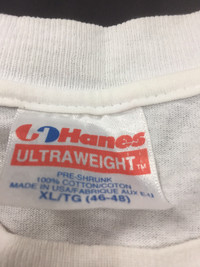 Hanes
ULTRAWEIGHT
PRE-SHRUNK
100% COTTON/COTON
MADE IN USA/FABRIQUE AUX É-U
XL/TG (46-48)